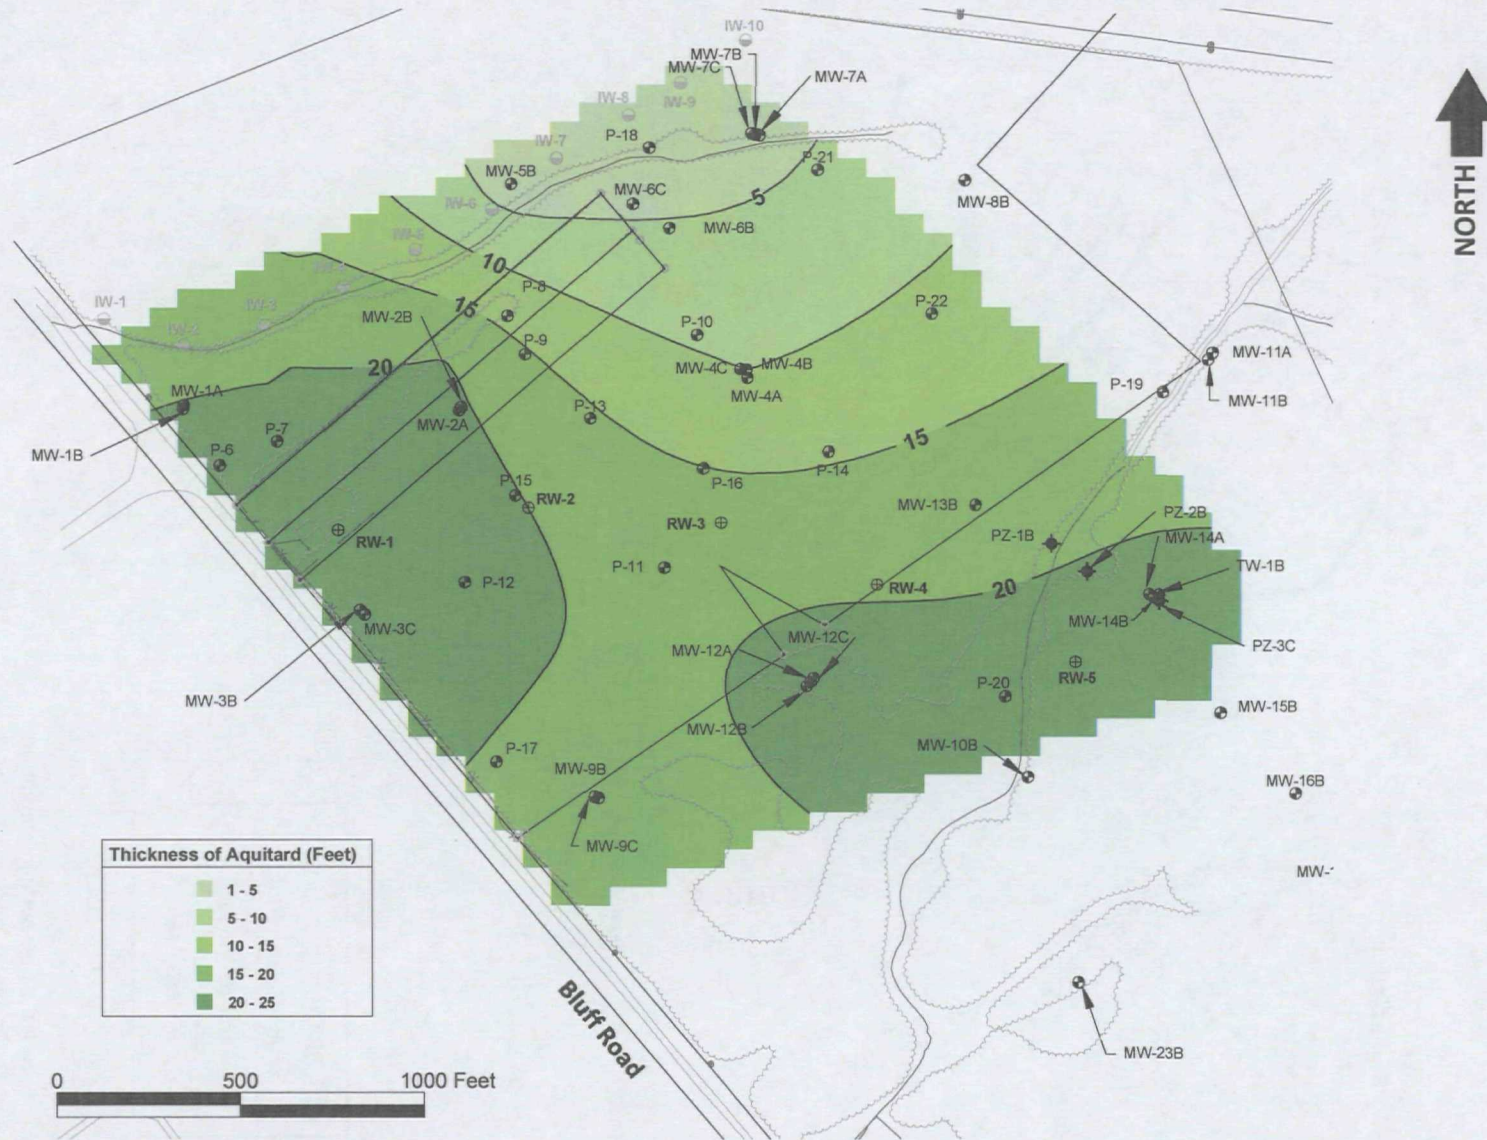 IW-10
MW-7B
MW-7C
MW-7A
IW-8
IW-9
P-18
IW-7
P-21
MW-5B
MW-6C
5
MW-8B
IW-6
MW-6B
NORTH
10
P-8
15
P-22
IW-1
IW-3
MW-2B
P-10
P-9
MW-4C
MW-4B
MW-4A
MW-11A
P-19
MW-11B
20
MW-1A
MW-2A
P-13
P-7
15
MW-1B
P-6
P-14
P-16
P-15
RW-2
MW-13B
PZ-2B
RW-3
PZ-1B
MW-14A
RW-1
TW-1B
P-11
P-12
RW-4
20
MW-3C
MW-14B
MW-12C
PZ-3C
MW-12A
RW-5
P-20
MW-3B
MW-15B
MW-12B
MW-10B
P-17
MW-9B
MW-16B
MW-9C
MW-
Thickness of Aquitard (Feet)
1 - 5
5 - 10
10 - 15
15 - 20
20 - 25
Bluff Road
MW-23B
0 500 1000 Feet